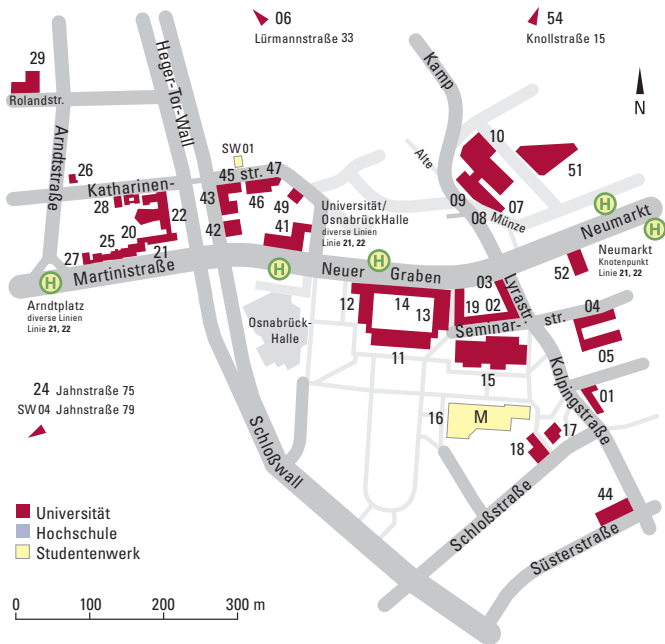 06
Lürmannstraße 33
54
Knollstraße 15
N
29
Rolandstr.
Arndtstraße
Heger-Tor-Wall
Kamp
Alte
Münze
10
51
09
08
07
26
SW01
Katharinen-
str.
45
47
28
43
46
49
22
42
41
20
25
21
27
Martinistraße
Universität/
OsnabrückHalle
diverse Linien
Linie 21, 22
H
H
H
H
H
Arndtplatz
diverse Linien
Linie 21, 22
Neuer
Graben
Neumarkt
Neumarkt
Knotenpunkt
Linie 21, 22
52
03
Lyrastr.
12
14
13
19
02
04
Seminar-
str.
Osnabrück-
Halle
11
15
05
01
Kolpingstraße
24 Jahnstraße 75
SW04 Jahnstraße 79
16
M
17
18
Schloßwall
Schloßstraße
44
Süsterstraße
Universität
Hochschule
Studentenwerk
0 100 200 300 m